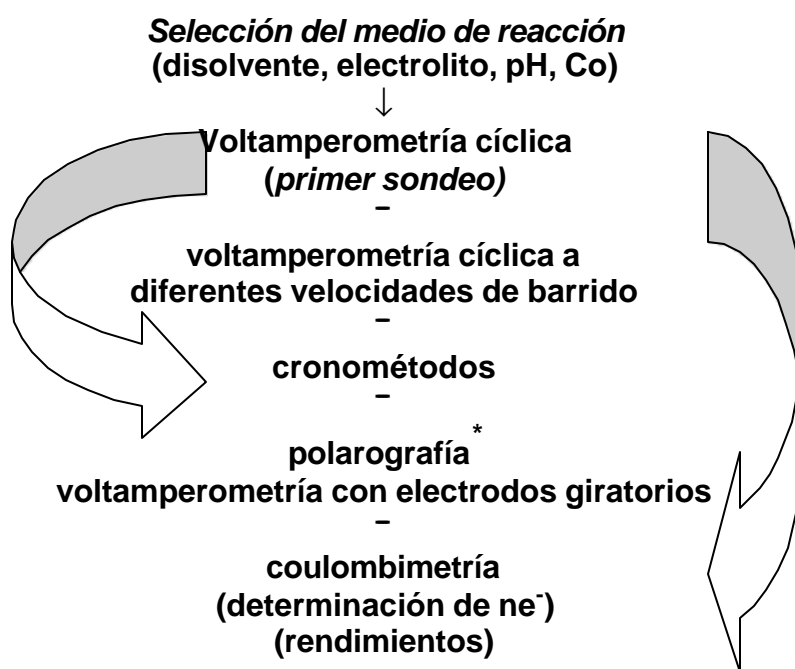 Selección del medio de reacción
(disolvente, electrolito, pH, Co)
↓
Voltamperometría cíclica
(primer sondeo)
–
voltamperometría cíclica a
diferentes velocidades de barrido
–
cronométodos
–
polarografía*
voltamperometría con electrodos giratorios
–
coulombimetría
(determinación de ne⁻)
(rendimientos)